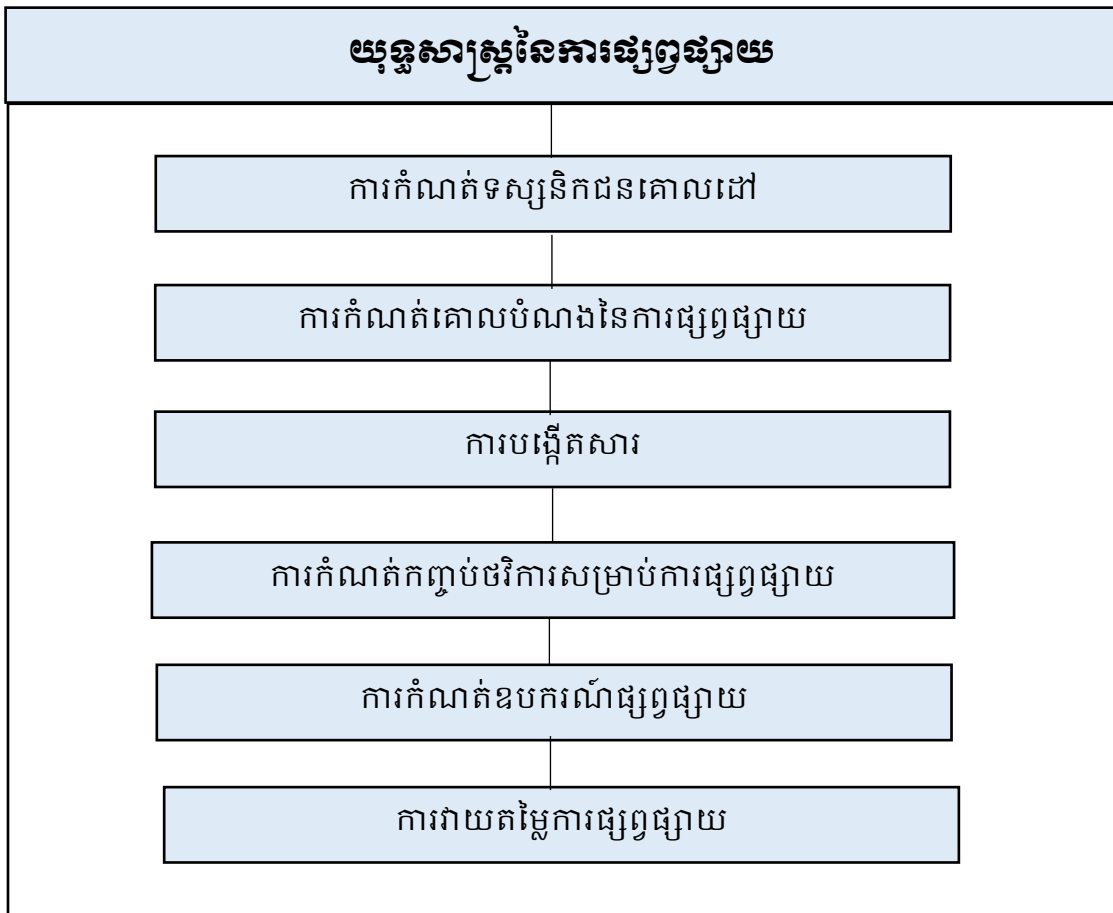 យុទ្ធសាស្ត្រនៃការផ្សព្វផ្សាយ
ការកំណត់ទស្សនិកជនគោលដៅ
ការកំណត់គោលបំណងនៃការផ្សព្វផ្សាយ
ការបង្កើតសារ
ការកំណត់កញ្ចប់ថវិការសម្រាប់ការផ្សព្វផ្សាយ
ការកំណត់ឧបករណ៍ផ្សព្វផ្សាយ
ការវាយតម្លៃការផ្សព្វផ្សាយ